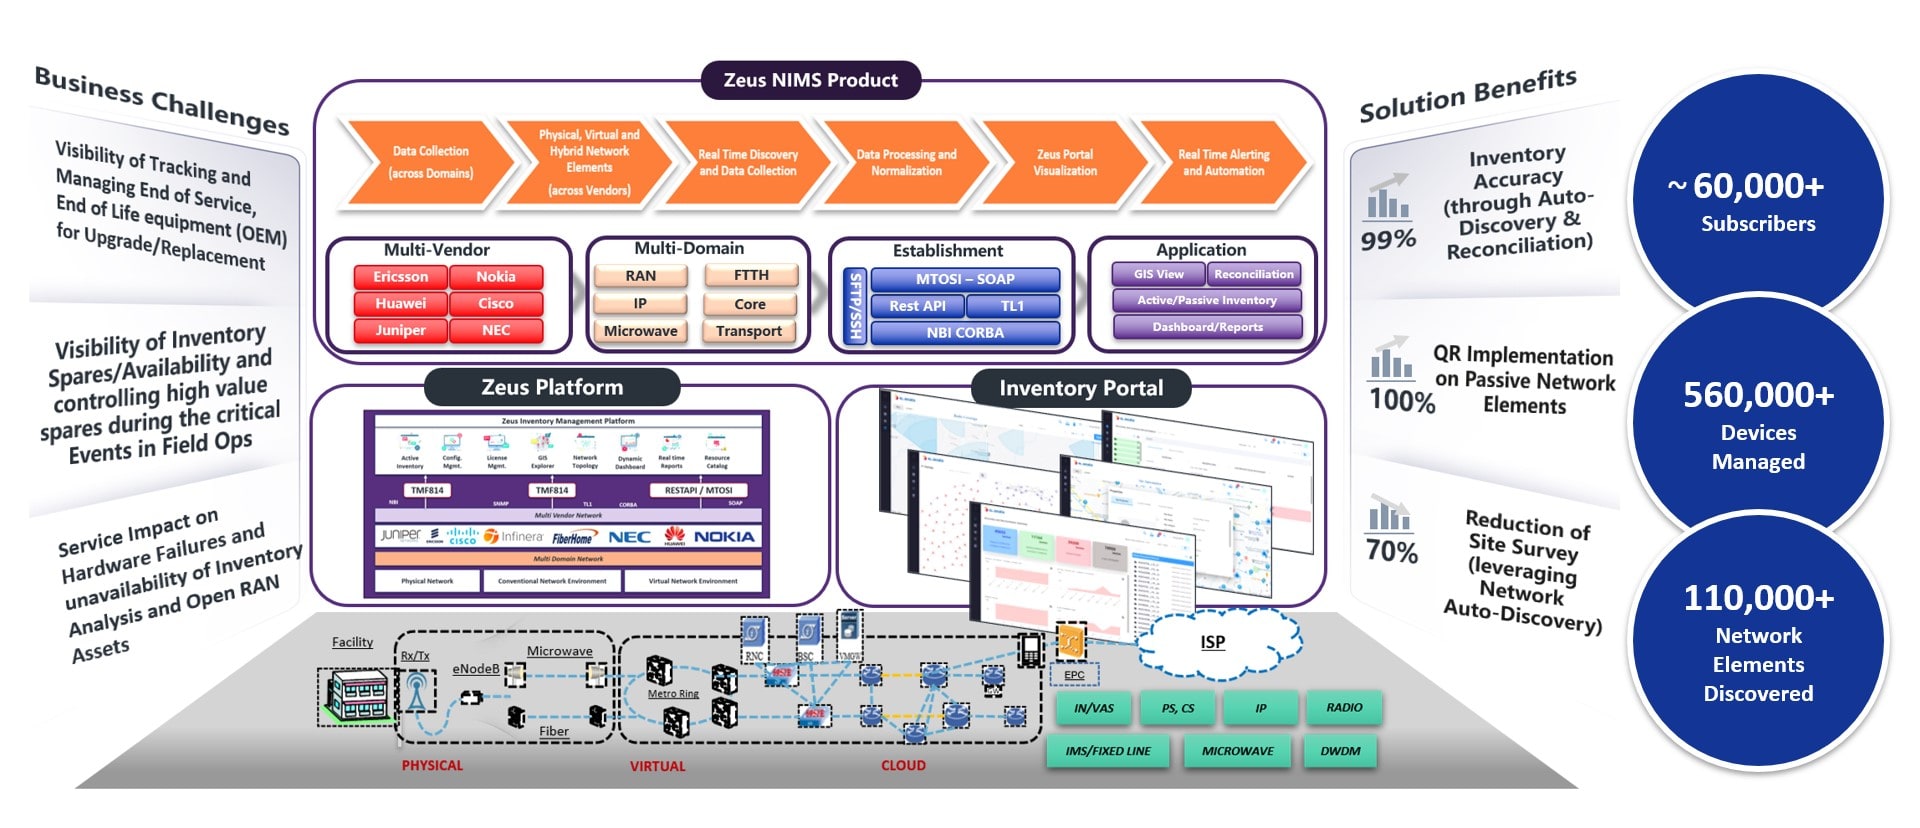 Business Challenges
Visibility of Tracking and
Managing End of Service,
End of Life equipment (OEM)
for Upgrade/Replacement
Visibility of Inventory
Spares/Availability and
controlling high value
spares during the critical
Events in Field Ops
Service Impact on
Hardware Failures and
unavailability of Inventory
Analysis and Open RAN
Assets
Zeus NIMS Product
Data Collection
(across Domains)
Physical, Virtual and
Hybrid Network
Elements
(across Vendors)
Real Time Discovery
and Data Collection
Data Processing and
Normalization
Zeus Portal
Visualization
Real Time Alerting
and Automation
Multi-Vendor
Ericsson
Nokia
Huawei
Cisco
Juniper
NEC
Multi-Domain
RAN
FTTH
IP
Core
Microwave
Transport
Establishment
SFTP/SSH
MTOSI – SOAP
Rest API
TL1
NBI CORBA
Application
GIS View
Reconciliation
Active/Passive Inventory
Dashboard/Reports
Zeus Platform
Zeus Inventory Management Platform
Active
Inventory
Config.
Mgmt.
License
Mgmt.
GIS
Explorer
Network
Topology
Dynamic
Dashboard
Real time
Reports
Resource
Catalog
TMF814
TMF814
RESTAPI / MTOSI
NBI
SNMP
TL1
CORBA
SOAP
Multi Vendor Network
JUNIPER
ERICSSON
CISCO
Infinera
FiberHome
NEC
HUAWEI
NOKIA
Multi Domain Network
Physical Network
Conventional Network Environment
Virtual Network Environment
Inventory Portal
Facility
Rx/Tx
eNodeB
Microwave
Fiber
Metro Ring
RNC
BSC
VMGW
EPC
ISP
PHYSICAL
VIRTUAL
CLOUD
IN/VAS
PS, CS
IP
RADIO
IMS/FIXED LINE
MICROWAVE
DWDM
Solution Benefits
99%
Inventory
Accuracy
(through Auto-
Discovery &
Reconciliation)
100%
QR Implementation
on Passive Network
Elements
70%
Reduction of
Site Survey
(leveraging
Network
Auto-Discovery)
~ 60,000+
Subscribers
560,000+
Devices
Managed
110,000+
Network
Elements
Discovered